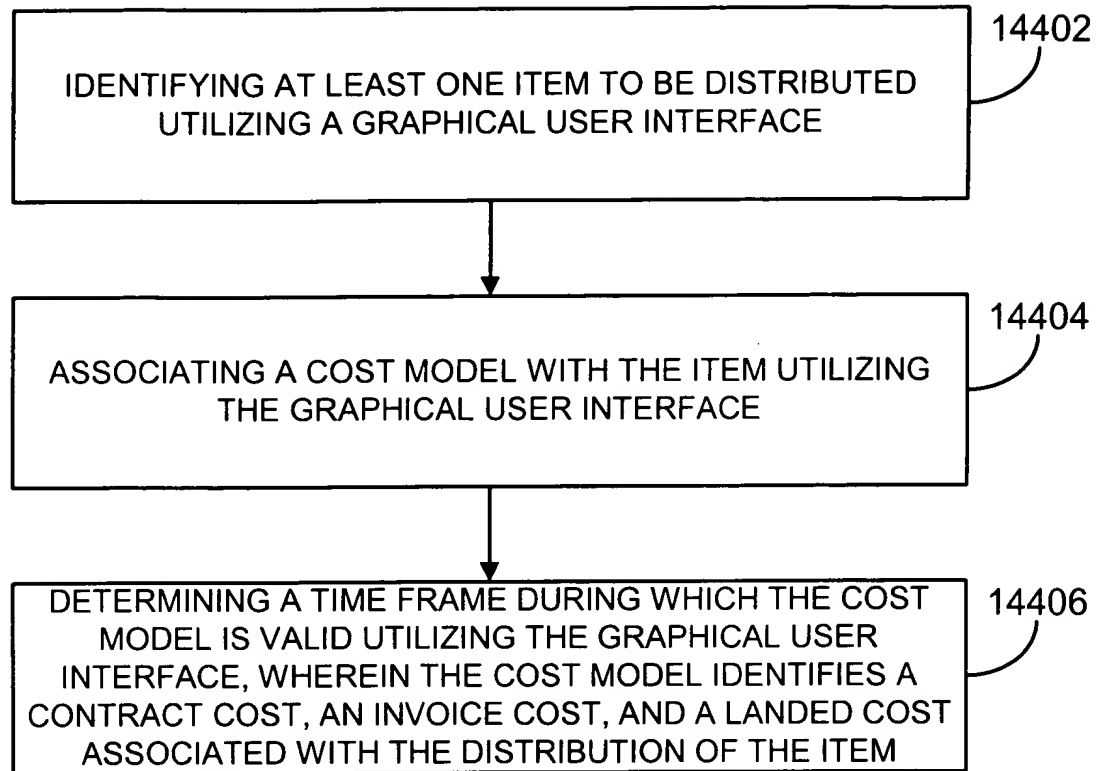 14402
IDENTIFYING AT LEAST ONE ITEM TO BE DISTRIBUTED
UTILIZING A GRAPHICAL USER INTERFACE
14404
ASSOCIATING A COST MODEL WITH THE ITEM UTILIZING
THE GRAPHICAL USER INTERFACE
14406
DETERMINING A TIME FRAME DURING WHICH THE COST
MODEL IS VALID UTILIZING THE GRAPHICAL USER
INTERFACE, WHEREIN THE COST MODEL IDENTIFIES A
CONTRACT COST, AN INVOICE COST, AND A LANDED COST
ASSOCIATED WITH THE DISTRIBUTION OF THE ITEM